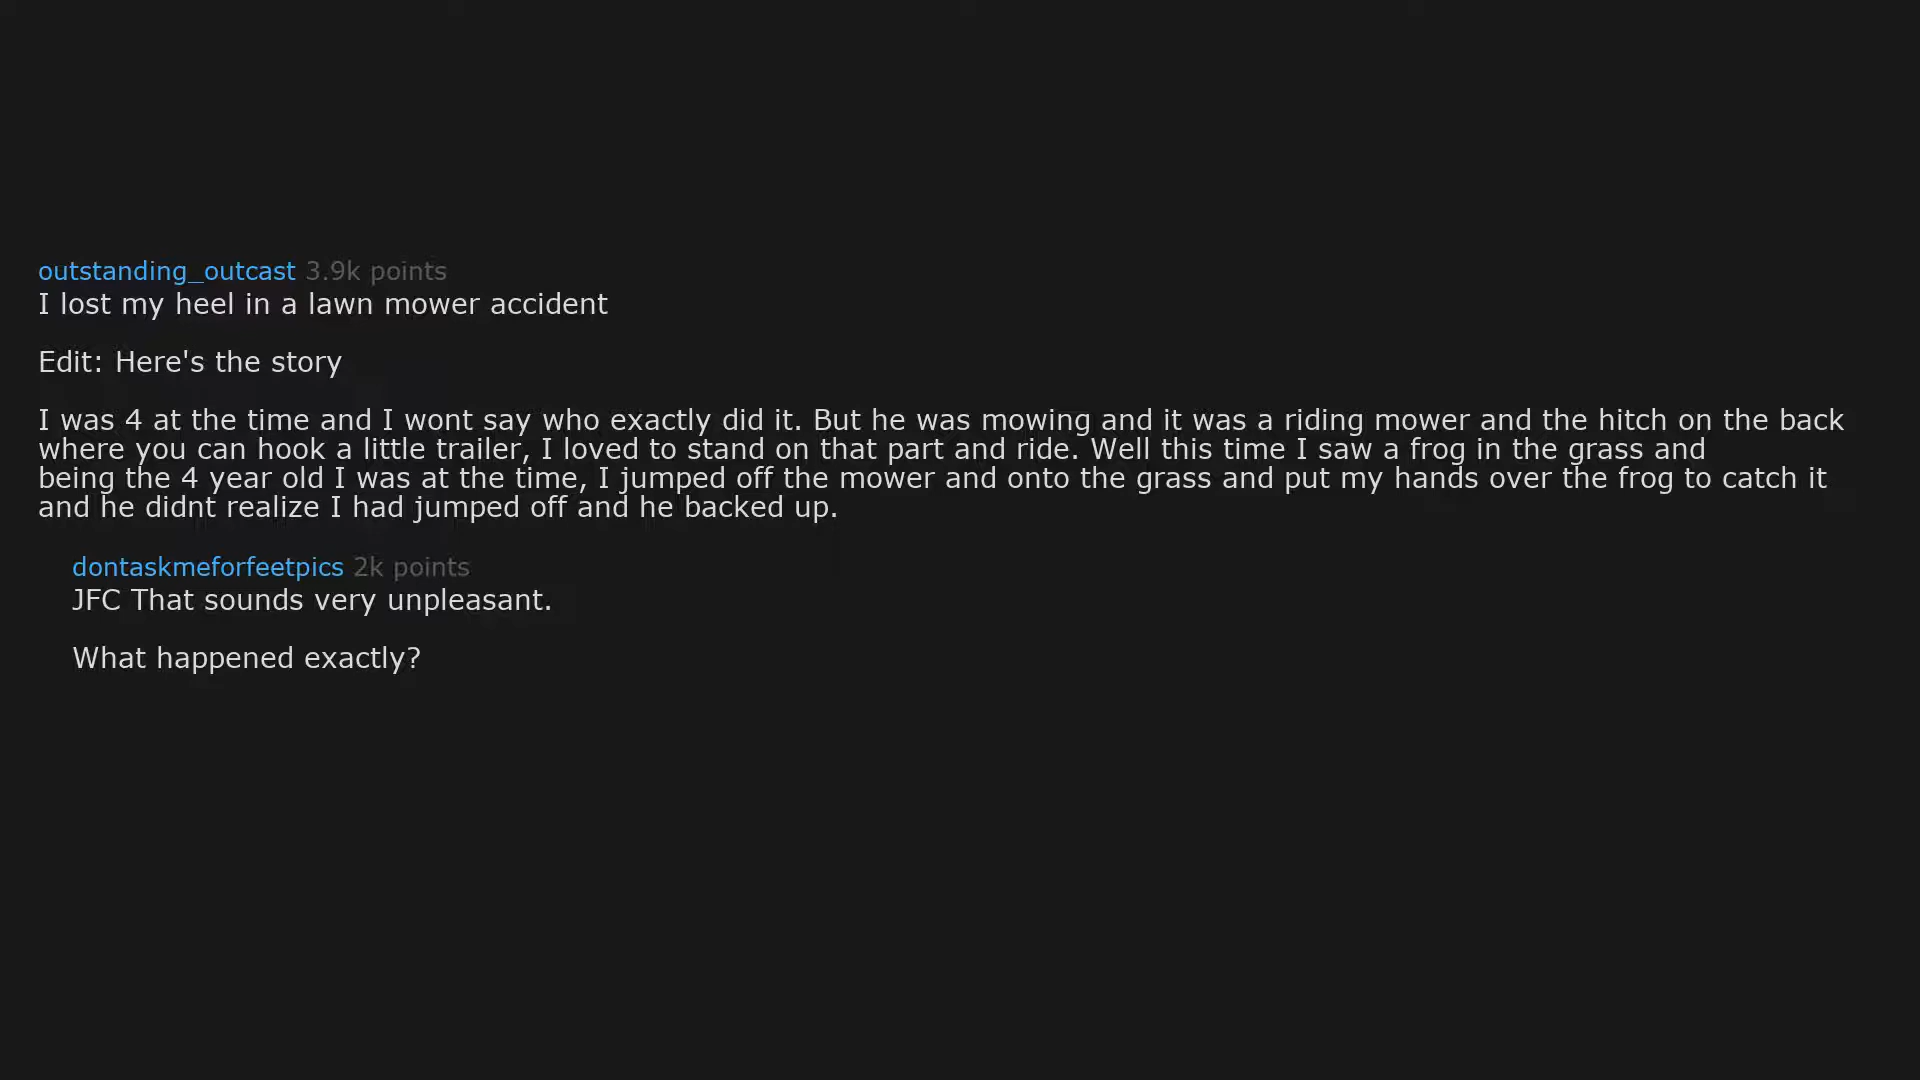 outstanding_outcast 3.9k points
I lost my heel in a lawn mower accident
Edit: Here's the story
I was 4 at the time and I wont say who exactly did it. But he was mowing and it was a riding mower and the hitch on the back
where you can hook a little trailer, I loved to stand on that part and ride. Well this time I saw a frog in the grass and
being the 4 year old I was at the time, I jumped off the mower and onto the grass and put my hands over the frog to catch it
and he didnt realize I had jumped off and he backed up.
dontaskmeforfeetpics 2k points
JFC That sounds very unpleasant.
What happened exactly?